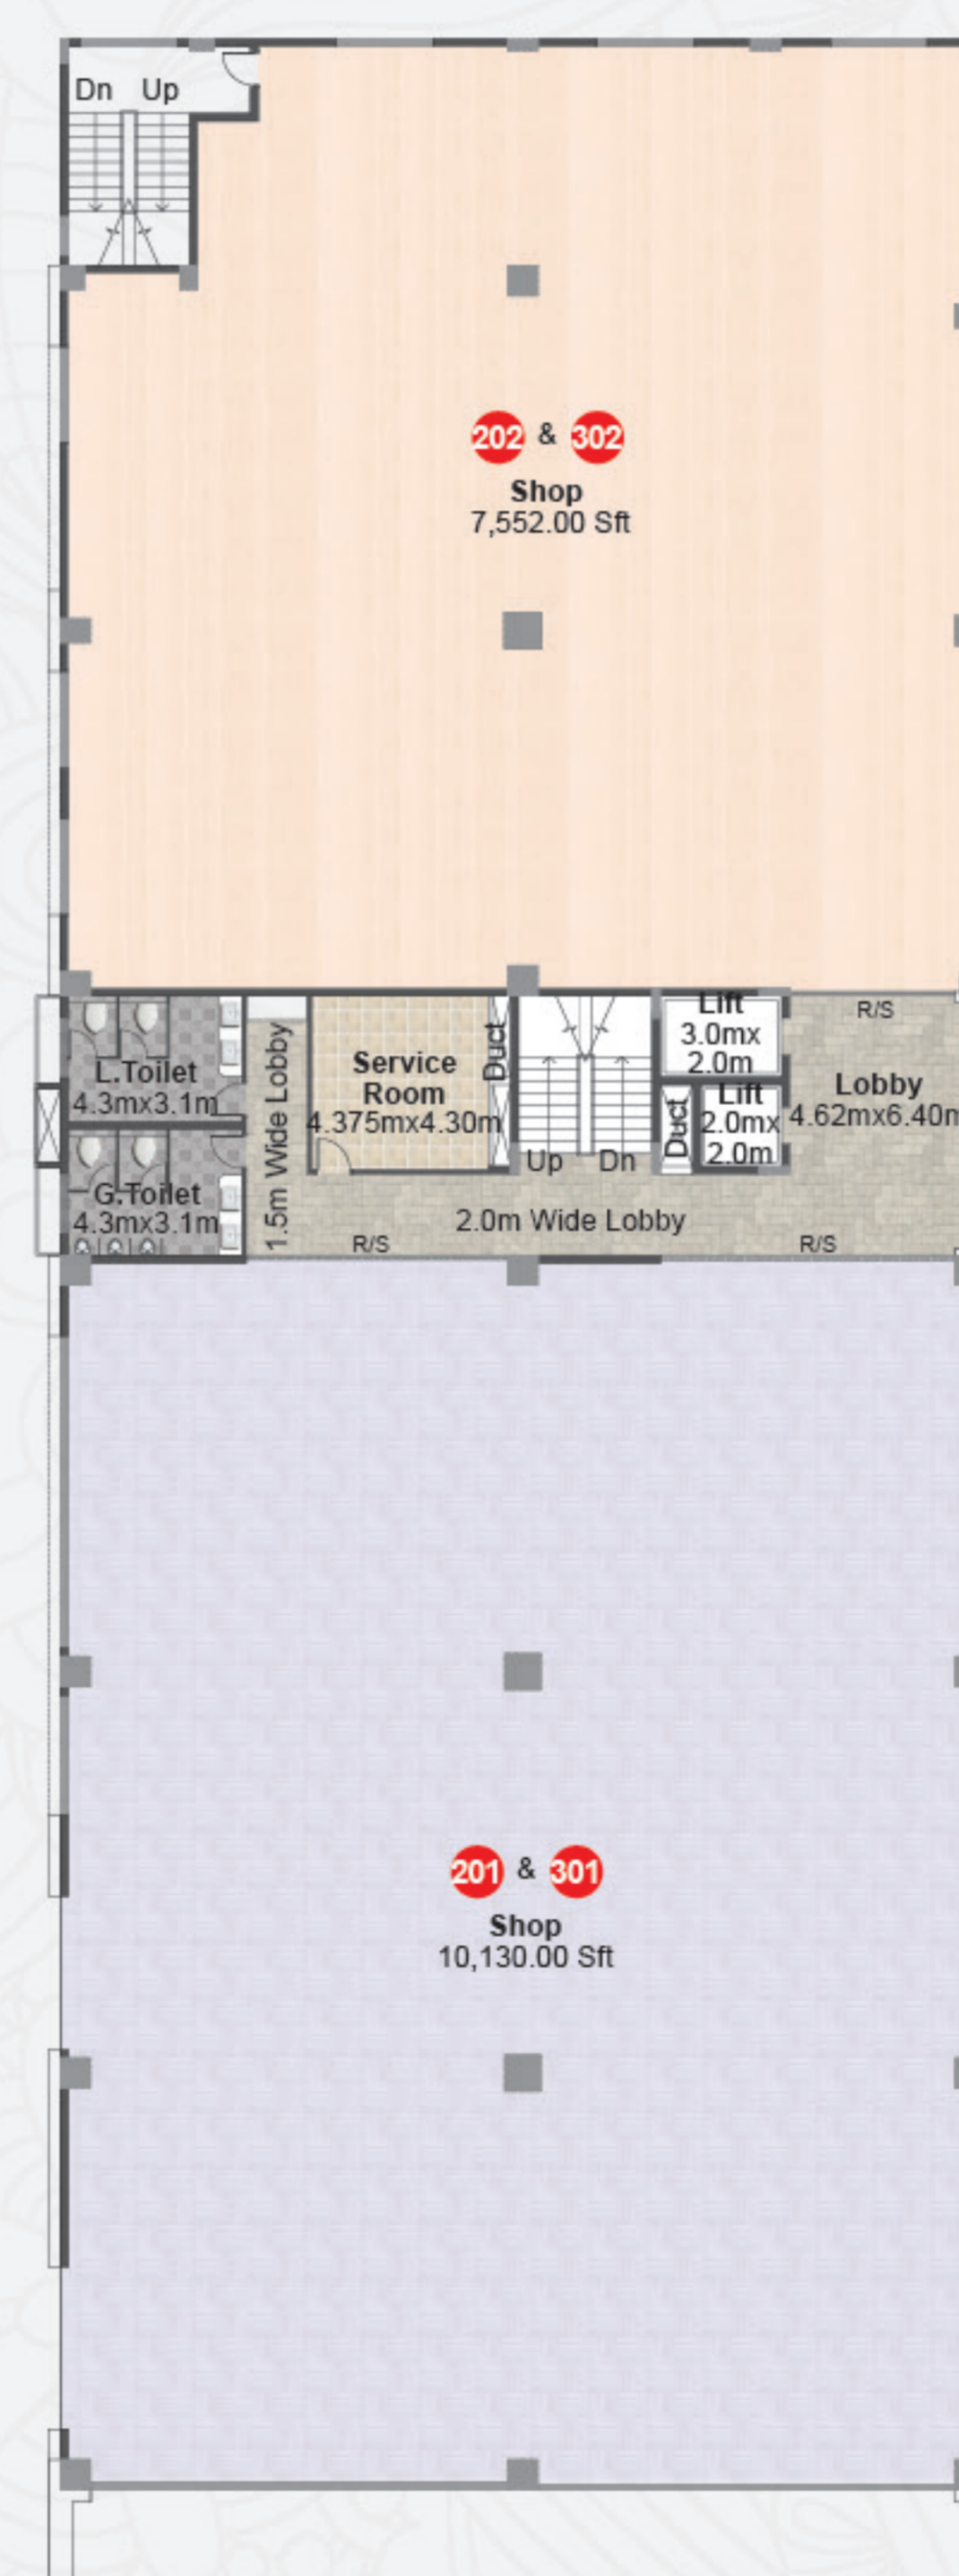 Dn Up
202 & 302
Shop
7,552.00 Sft
L.Toilet
4.3mx3.1m
G.Toilet
4.3mx3.1m
1.5m Wide Lobby
Service
Room
4.375mx4.30m
Duct
Up Dn
Lift
3.0mx
2.0m
Duct
Lift
2.0mx
2.0m
R/S
Lobby
4.62mx6.40m
2.0m Wide Lobby
R/S
R/S
201 & 301
Shop
10,130.00 Sft